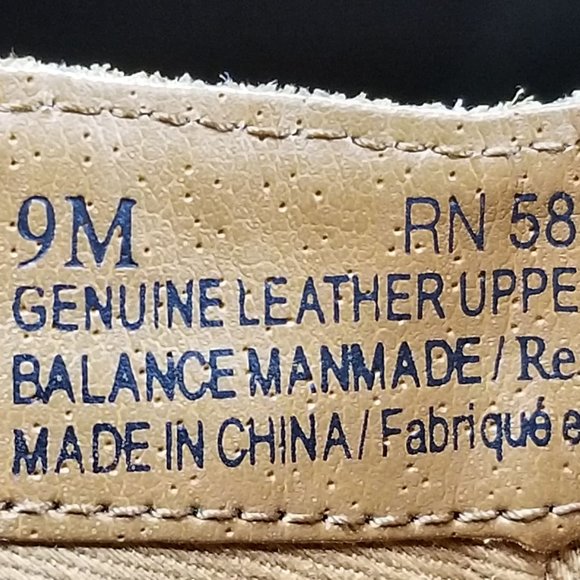 9M RN 58
GENUINE LEATHER UPPE
BALANCE MANMADE / Re
MADE IN CHINA / Fabriqué e